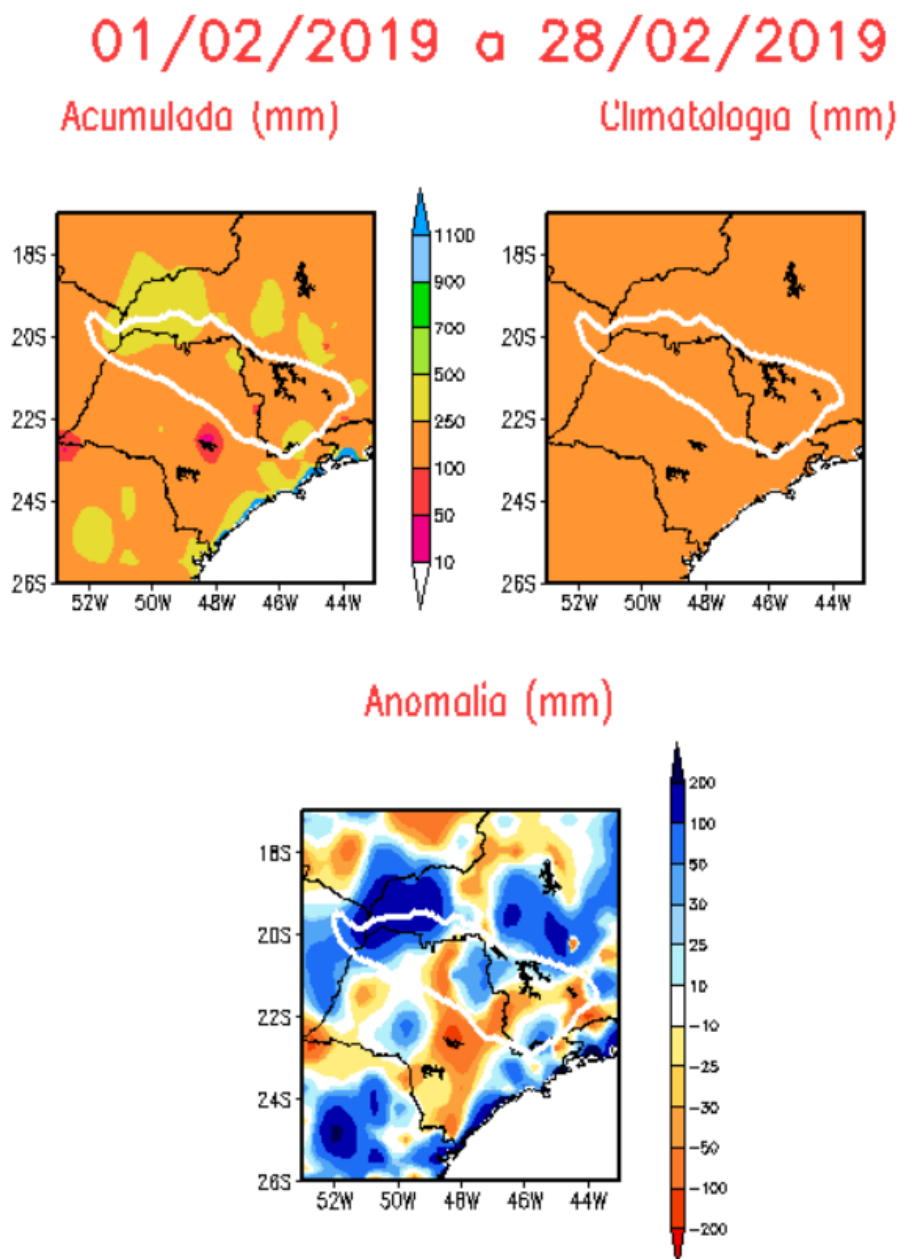 01/02/2019 a 28/02/2019
Acumulada (mm)
Climatologia (mm)
18S
20S
22S
24S
26S
52W 50W 48W 46W 44W
1100
900
700
500
250
100
50
10
18S
20S
22S
24S
26S
52W 50W 48W 46W 44W
Anomalia (mm)
18S
20S
22S
24S
26S
52W 50W 48W 46W 44W
200
100
50
30
25
10
-10
-25
-30
-50
-100
-200